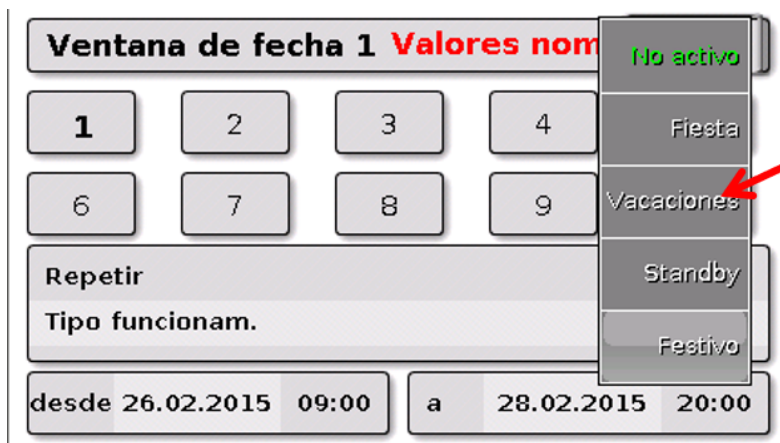 Ventana de fecha 1 Valores nom
No activo
1 2 3 4
Fiesta
6 7 8 9
Vacaciones
Repetir
Standby
Tipo funcionam.
Festivo
desde 26.02.2015 09:00 a 28.02.2015 20:00